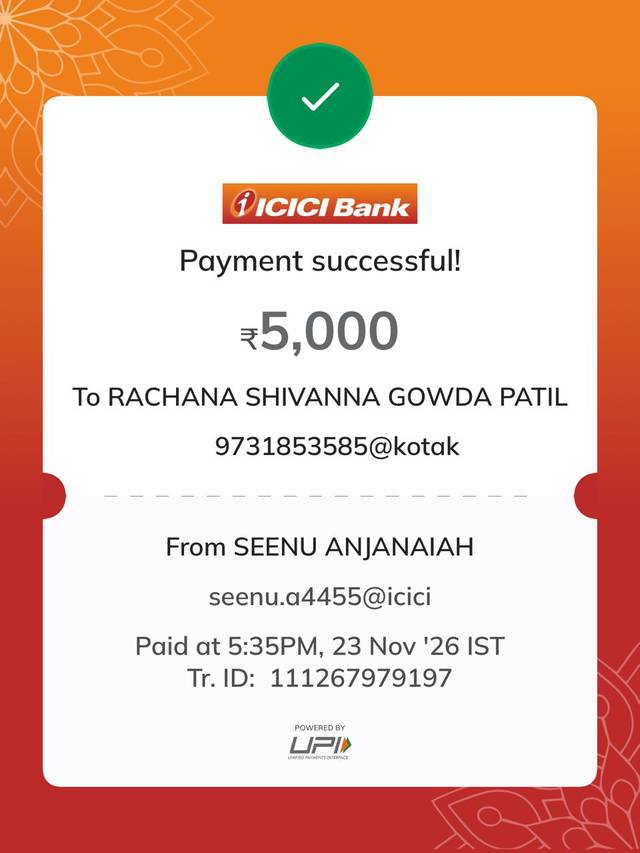 ICICI Bank
Payment successful!
₹5,000
To RACHANA SHIVANNA GOWDA PATIL
9731853585@kotak
From SEENU ANJANAIAH
seenu.a4455@icici
Paid at 5:35PM, 23 Nov '26 IST
Tr. ID: 111267979197
POWERED BY
UPI
UNIFIED PAYMENTS INTERFACE